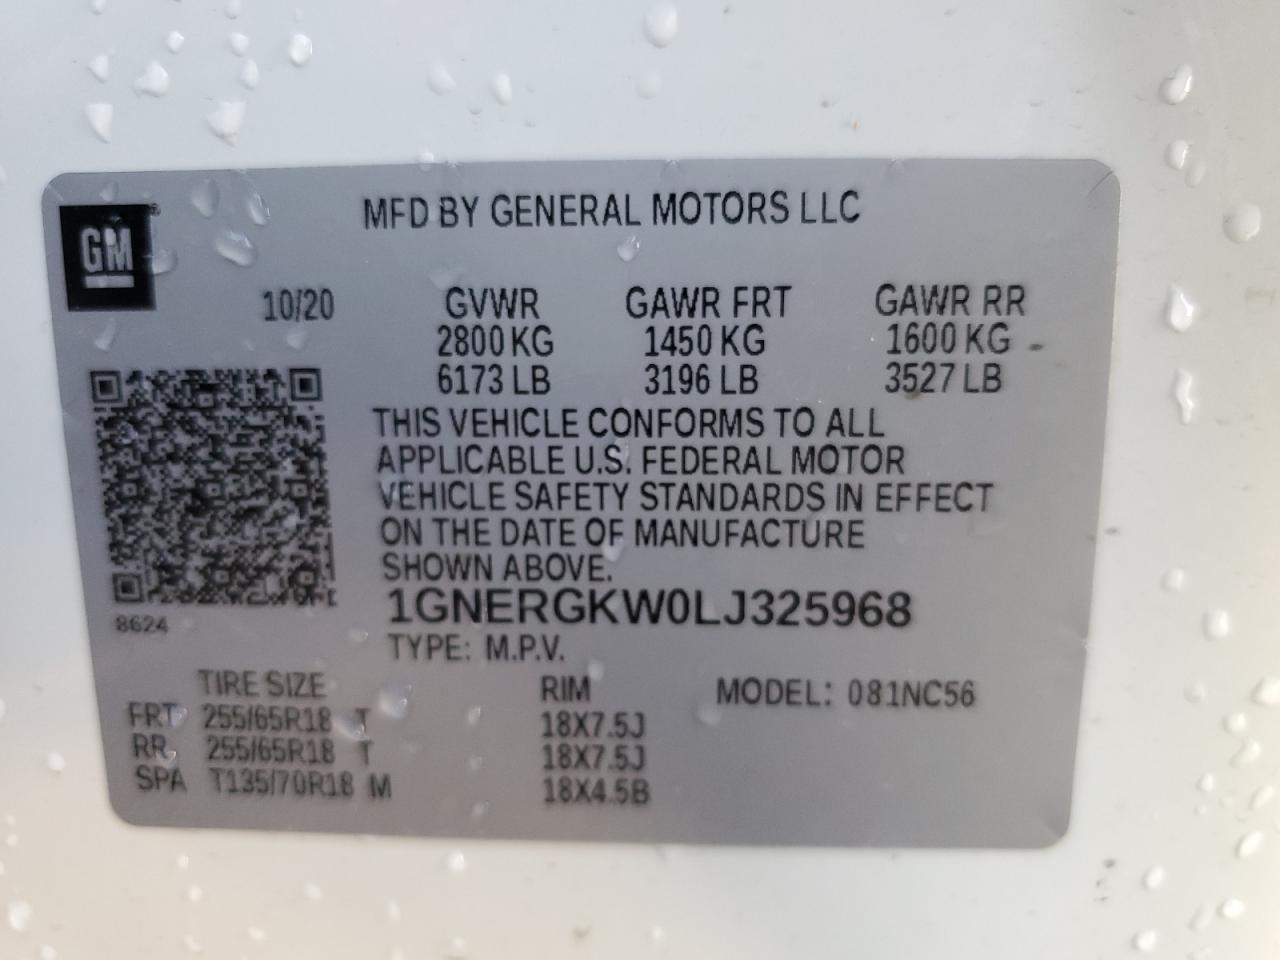 GM
MFD BY GENERAL MOTORS LLC
10/20 GVWR GAWR FRT GAWR RR
2800 KG 1450 KG 1600 KG
6173 LB 3196 LB 3527 LB
THIS VEHICLE CONFORMS TO ALL
APPLICABLE U.S. FEDERAL MOTOR
VEHICLE SAFETY STANDARDS IN EFFECT
ON THE DATE OF MANUFACTURE
SHOWN ABOVE.
1GNERGKW0LJ325968
8624
TYPE: M.P.V.
TIRE SIZE RIM MODEL: 081NC56
FRT 255/65R18 T 18X7.5J
RR 255/65R18 T 18X7.5J
SPA T135/70R18 M 18X4.5B